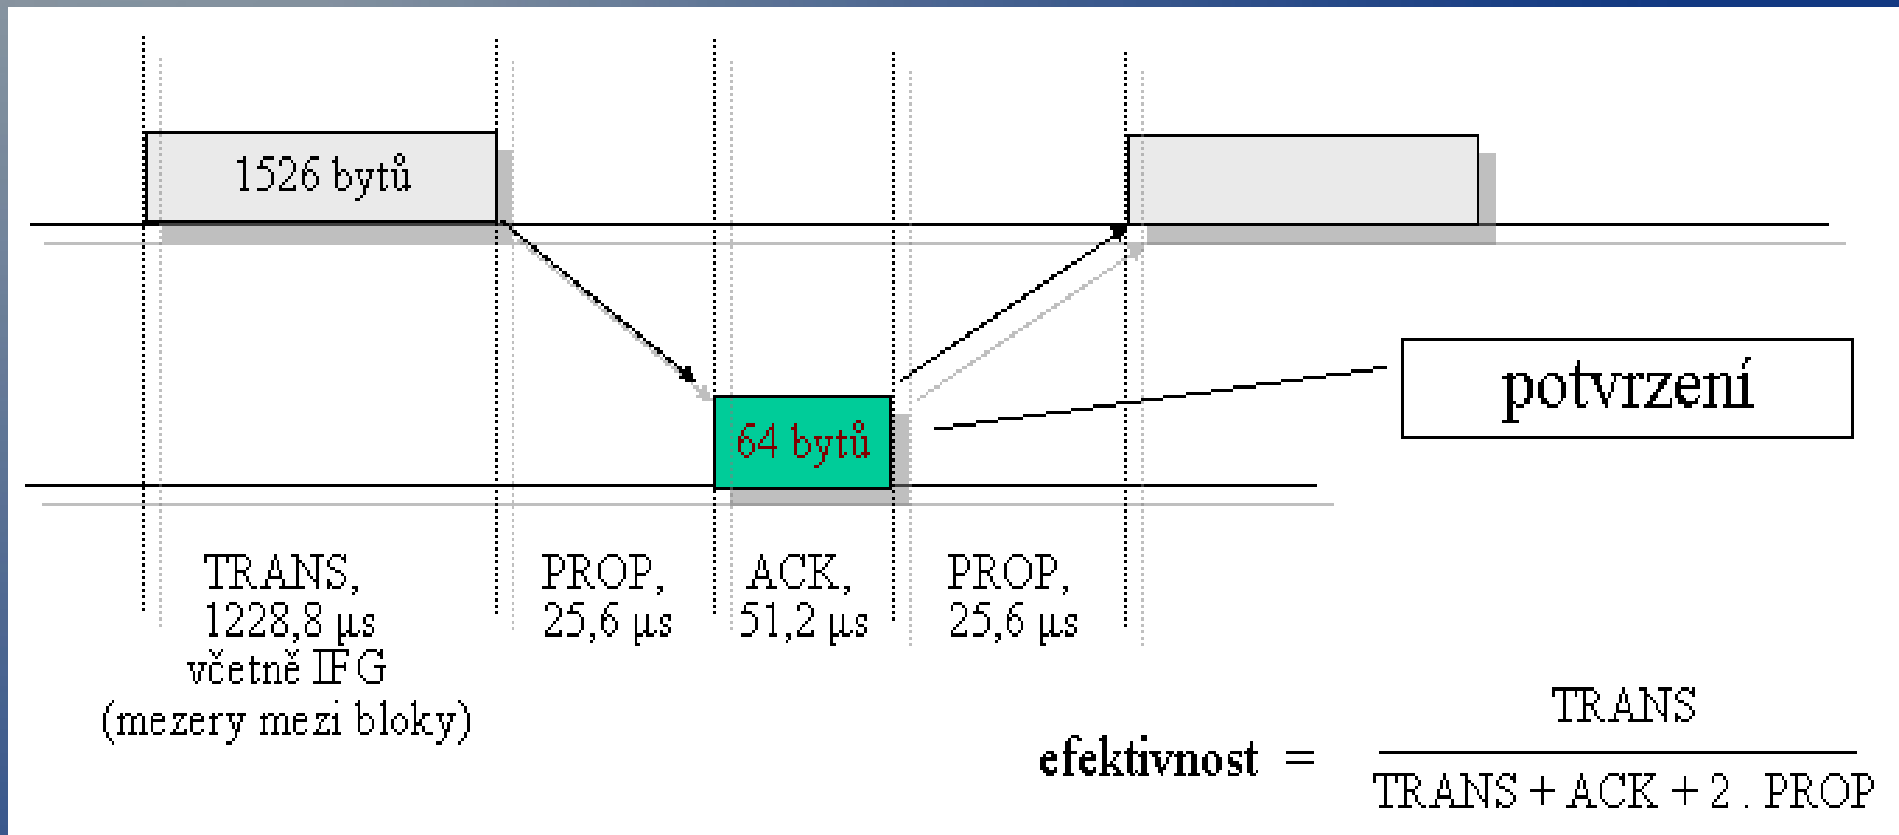 1526 bytů
potvrzení
64 bytů
TRANS,
1228,8 μs
včetně IFG
(mezery mezi bloky)
PROP,
25,6 μs
ACK,
51,2 μs
PROP,
25,6 μs
efektivnost =
TRANS
TRANS + ACK + 2 . PROP